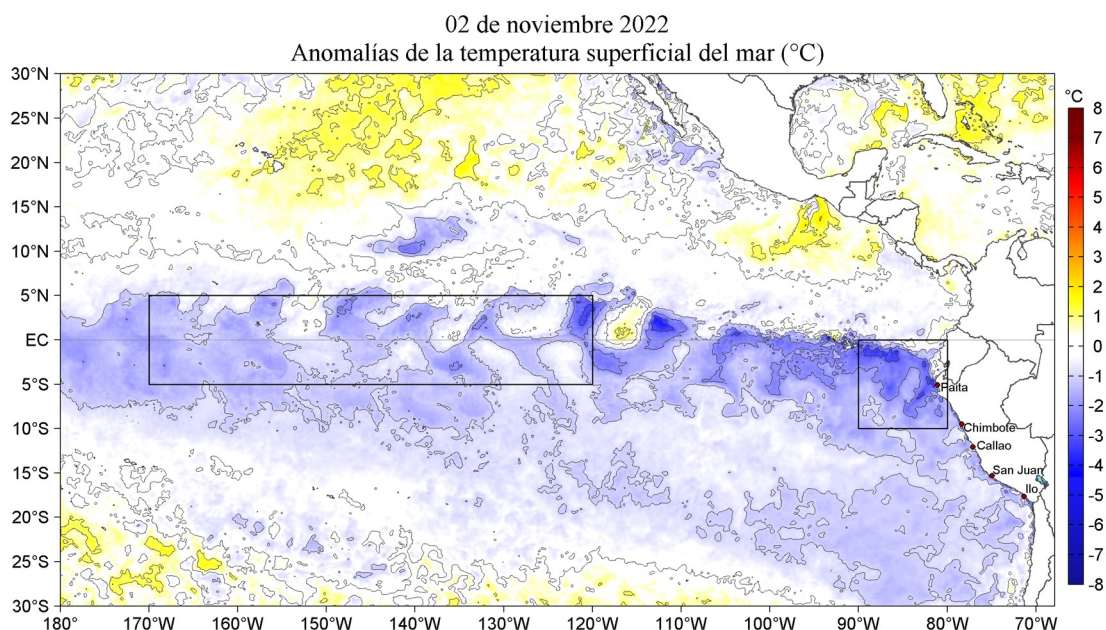 02 de noviembre 2022
Anomalías de la temperatura superficial del mar (°C)
30°N
25°N
20°N
15°N
10°N
5°N
EC
5°S
10°S
15°S
20°S
25°S
30°S
180 170°W 160°W 150°W 140°W 130°W 120°W 110°W 100°W 90°W 80°W 70°W
Paita
Chimbote
Callao
San Juan
Ilo
°C
8
7
6
5
4
3
2
1
0
-1
-2
-3
-4
-5
-6
-7
-8